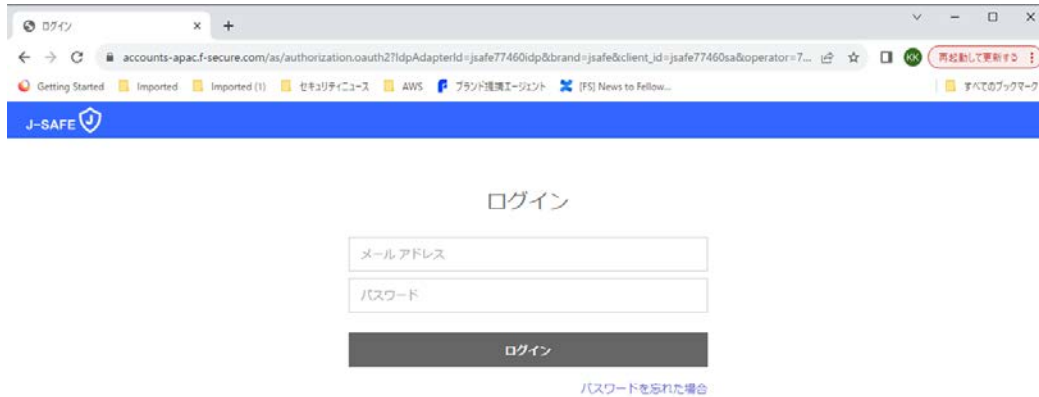 ログイン
accounts-apac.f-secure.com/as/authorization.oauth2?IdpAdapterId=jsafe77460idp&brand=jsafe&client_id=jsafe77460sa&operator=7...
KK
再起動して更新する
Getting Started Imported Imported (1) セキュリティニュース AWS ブランド提携エージェント [FS] News to Fellow... すべてのブックマーク
J-SAFE J
ログイン
メール アドレス
パスワード
ログイン
パスワードを忘れた場合